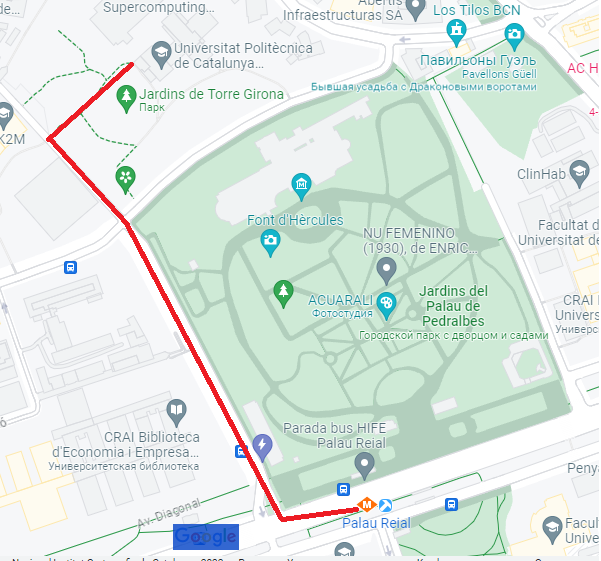 Supercomputing...
Abertis
Infraestructuras SA
Los Tilos BCN
Universitat Politècnica
de Catalunya...
Павильоны Гуэль
Pavellons Güell
Бывшая усадьба с Драконовыми воротами
AC H
Jardins de Torre Girona
Парк
4-
K2M
ClinHab
Font d'Hèrcules
NU FEMENINO
(1930), de ENRIC...
Facultat d
Universitat de
ACUARALI
Фотостудия
Jardins del
Palau de
Pedralbes
Городской парк с дворцом и садами
CRAI
Biblio
Универс
CRAI Biblioteca
d'Economia i Empresa...
Университетская библиотека
Parada bus HIFE
Palau Reial
Penya
Av. Diagonal
M
Palau Reial
Google
Facu
Univ